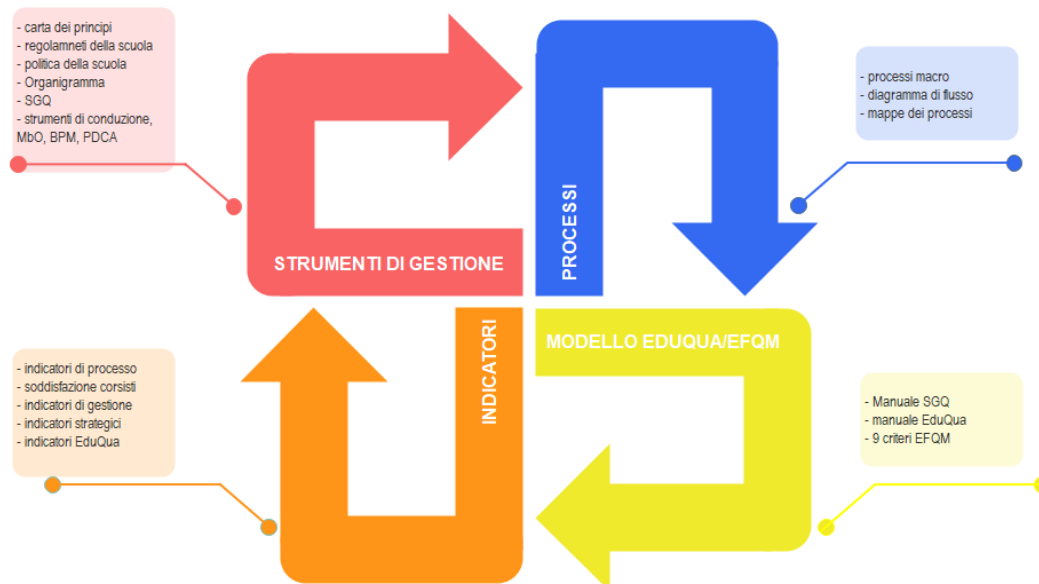 - carta dei principi
- regolamneti della scuola
- politica della scuola
- Organigramma
- SGQ
- strumenti di conduzione,
MbO, BPM, PDCA
- processi macro
- diagramma di flusso
- mappe dei processi
STRUMENTI DI GESTIONE
PROCESSI
INDICATORI
MODELLO EDUQUA/EFQM
- indicatori di processo
- soddisfazione corsisti
- indicatori di gestione
- indicatori strategici
- indicatori EduQua
- Manuale SGQ
- manuale EduQua
- 9 criteri EFQM